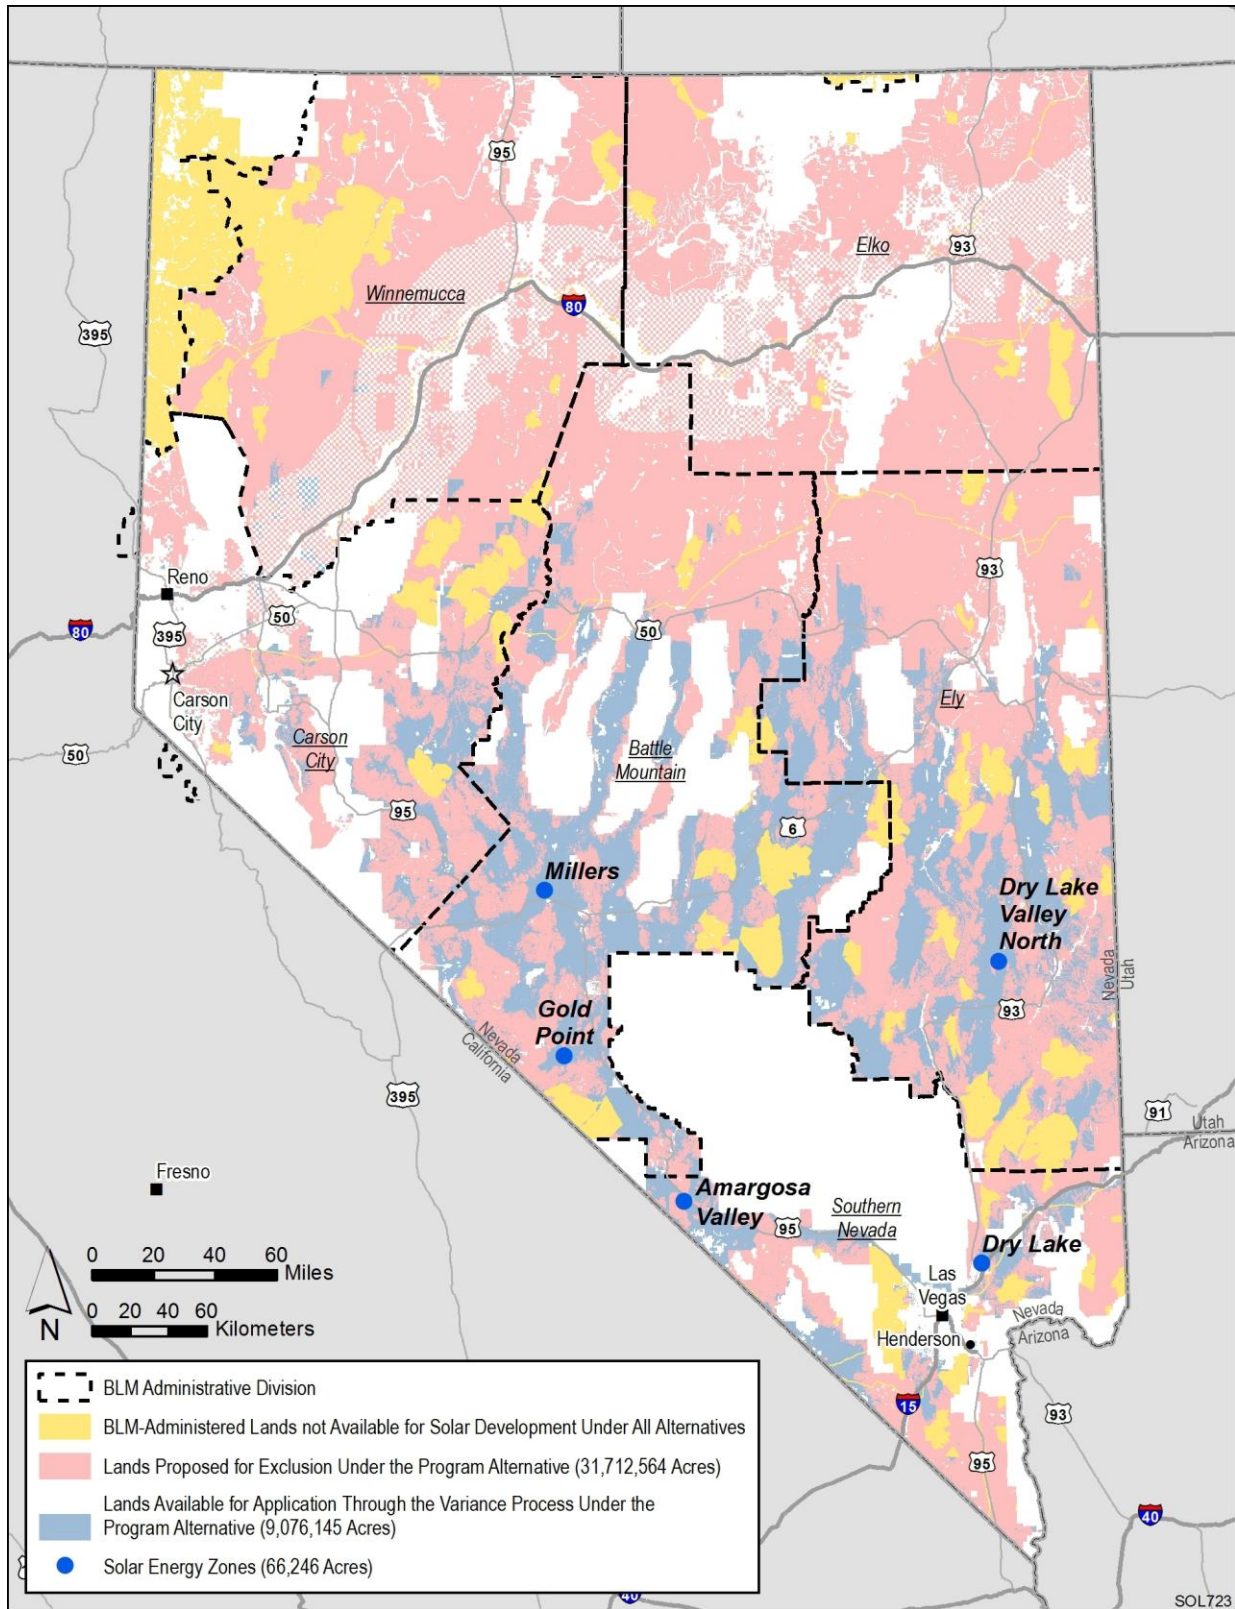 95
93
Elko
Winnemucca
80
395
93
Reno
50
80
395
50
Carson
City
Ely
Carson
City
Battle
Mountain
50
95
6
Millers
Dry Lake
Valley
North
Nevada
Utah
93
Gold
Point
Nevada
California
395
91
Utah
Arizona
Fresno
Amargosa
Valley
Southern
Nevada
95
Dry Lake
0 20 40 60
Miles
Las
Vegas
Nevada
Arizona
0 20 40 60
Kilometers
N
Henderson
15
93
95
40
BLM Administrative Division
BLM-Administered Lands not Available for Solar Development Under All Alternatives
Lands Proposed for Exclusion Under the Program Alternative (31,712,564 Acres)
Lands Available for Application Through the Variance Process Under the
Program Alternative (9,076,145 Acres)
Solar Energy Zones (66,246 Acres)
40
SOL723